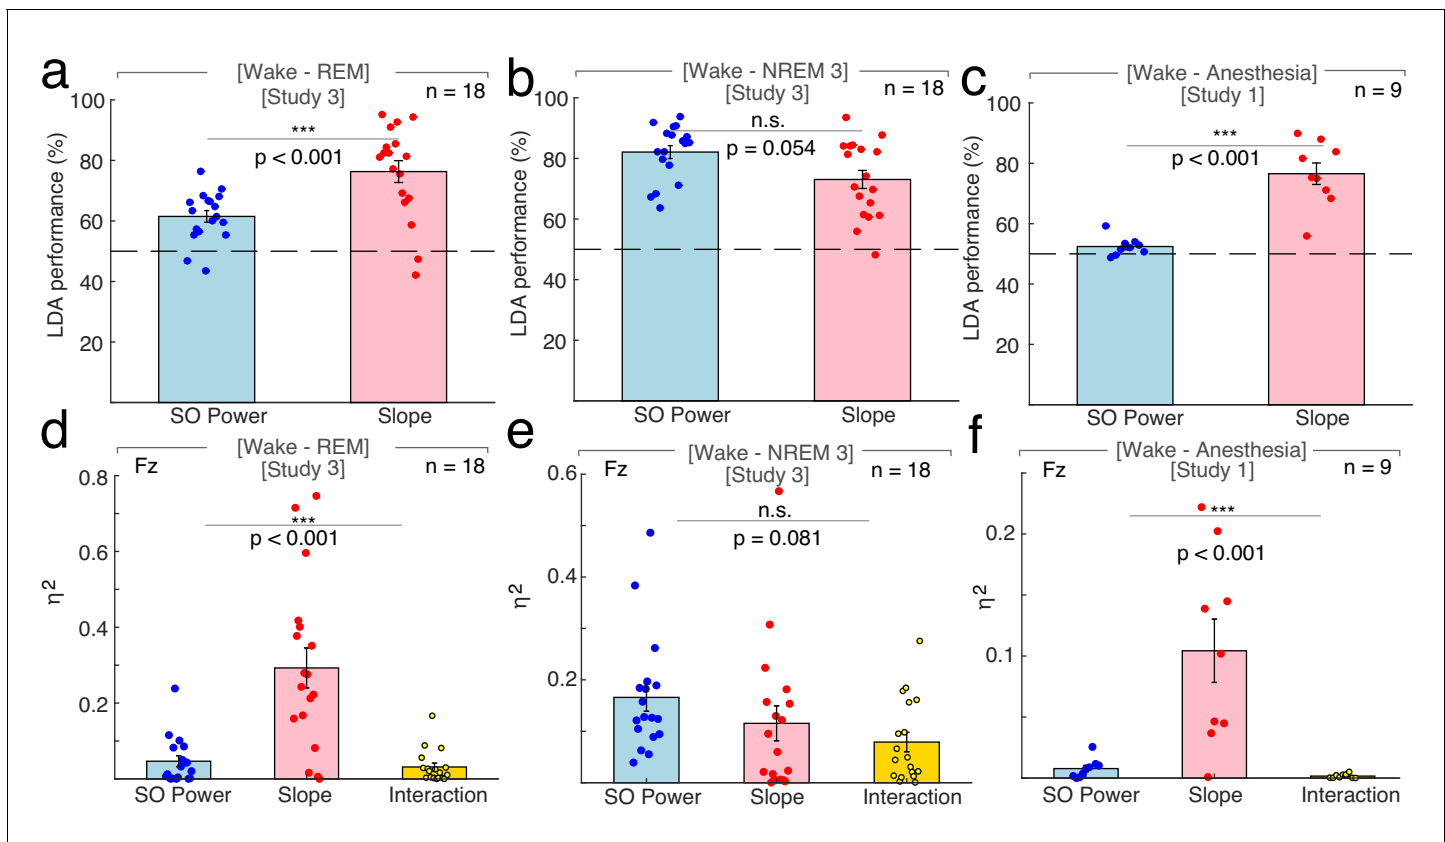 a
[Wake - REM]
[Study 3]
n = 18
100
80
60
40
20
LDA performance (%)
***
p < 0.001
SO Power
Slope
b
[Wake - NREM 3]
[Study 3]
n = 18
100
80
60
40
20
LDA performance (%)
n.s.
p = 0.054
SO Power
Slope
c
[Wake - Anesthesia]
[Study 1]
n = 9
100
80
60
40
20
LDA performance (%)
***
p < 0.001
SO Power
Slope
d
[Wake - REM]
[Study 3]
Fz
n = 18
0.8
0.6
0.4
0.2
η²
***
p < 0.001
SO Power
Slope
Interaction
e
[Wake - NREM 3]
[Study 3]
Fz
n = 18
0.6
0.4
0.2
η²
n.s.
p = 0.081
SO Power
Slope
Interaction
f
[Wake - Anesthesia]
[Study 1]
Fz
n = 9
0.2
0.1
η²
***
p < 0.001
SO Power
Slope
Interaction